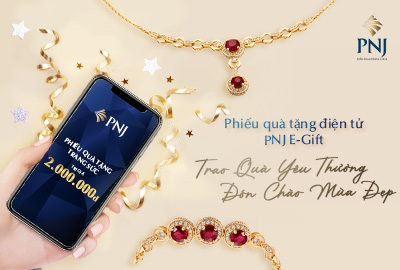 PNJ
Phiếu quà tặng điện tử
PNJ E-Gift
Trao Quà Yêu Thương
Đón Chào Mùa Đẹp
PNJ
PHIẾU QUÀ TẶNG
TRANG SỨC
2.000.000đ